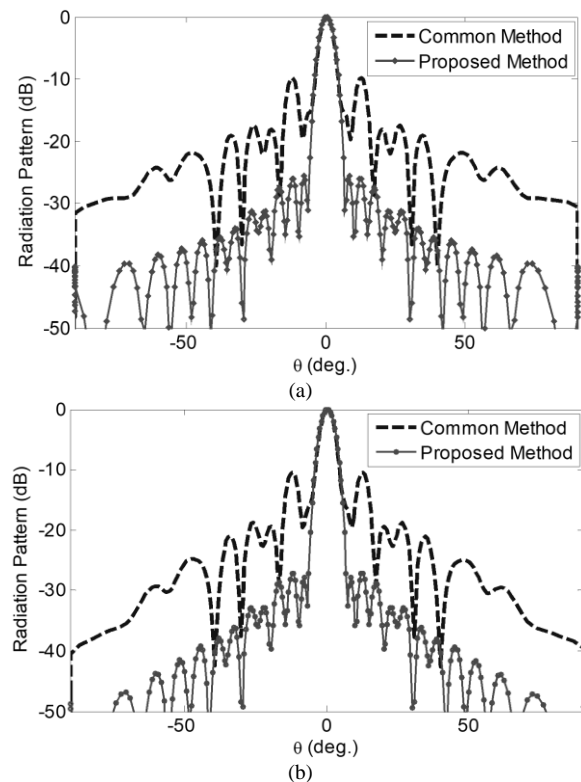 0
-10
-20
-30
-40
-50
Radiation Pattern (dB)
Common Method
Proposed Method
-50
0
50
θ (deg.)
(a)
0
-10
-20
-30
-40
-50
Radiation Pattern (dB)
Common Method
Proposed Method
-50
0
50
θ (deg.)
(b)